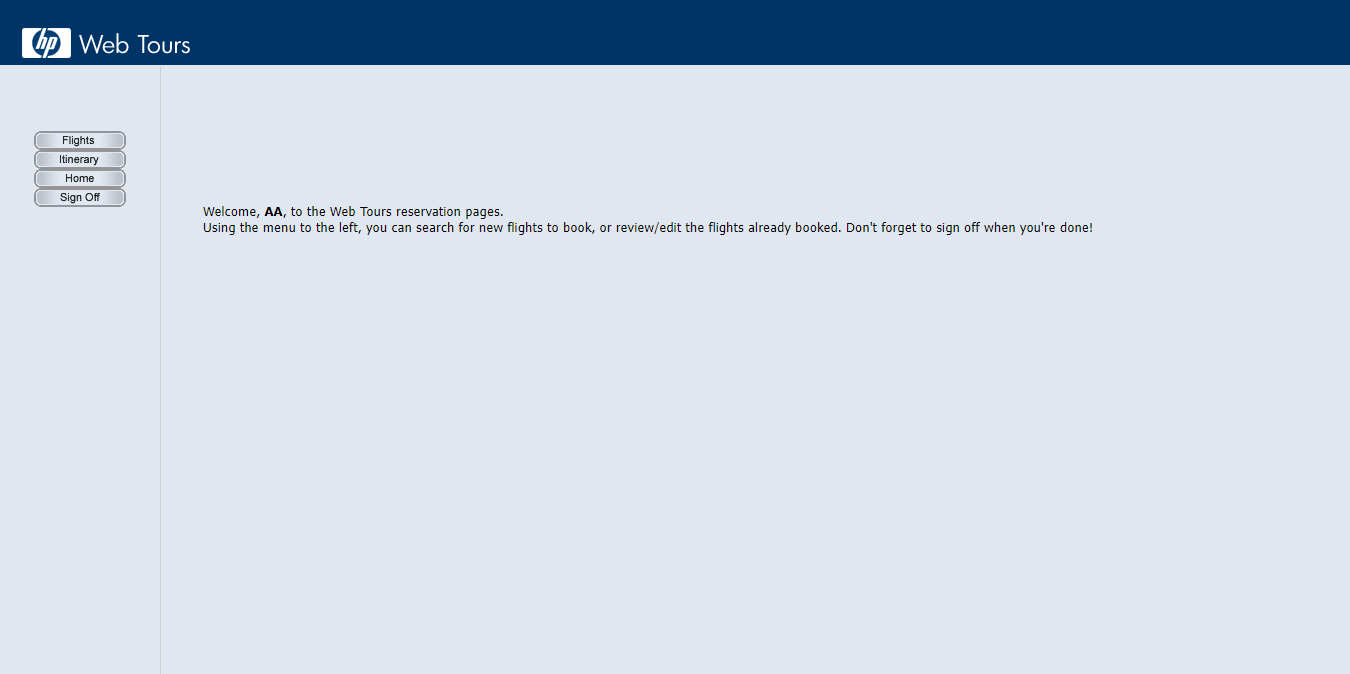 hp Web Tours
Flights
Itinerary
Home
Sign Off
Welcome, AA, to the Web Tours reservation pages.
Using the menu to the left, you can search for new flights to book, or review/edit the flights already booked. Don't forget to sign off when you're done!